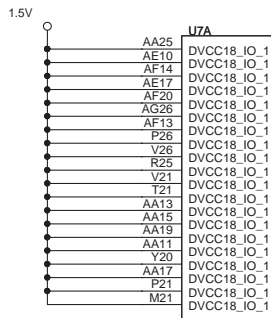 1.5V
U7A
AA25 DVCC18_IO_1
AE10 DVCC18_IO_1
AF14 DVCC18_IO_1
AE17 DVCC18_IO_1
AF20 DVCC18_IO_1
AG26 DVCC18_IO_1
AF13 DVCC18_IO_1
P26 DVCC18_IO_1
V26 DVCC18_IO_1
R25 DVCC18_IO_1
V21 DVCC18_IO_1
T21 DVCC18_IO_1
AA13 DVCC18_IO_1
AA15 DVCC18_IO_1
AA19 DVCC18_IO_1
AA11 DVCC18_IO_1
Y20 DVCC18_IO_1
AA17 DVCC18_IO_1
P21 DVCC18_IO_1
M21 DVCC18_IO_1